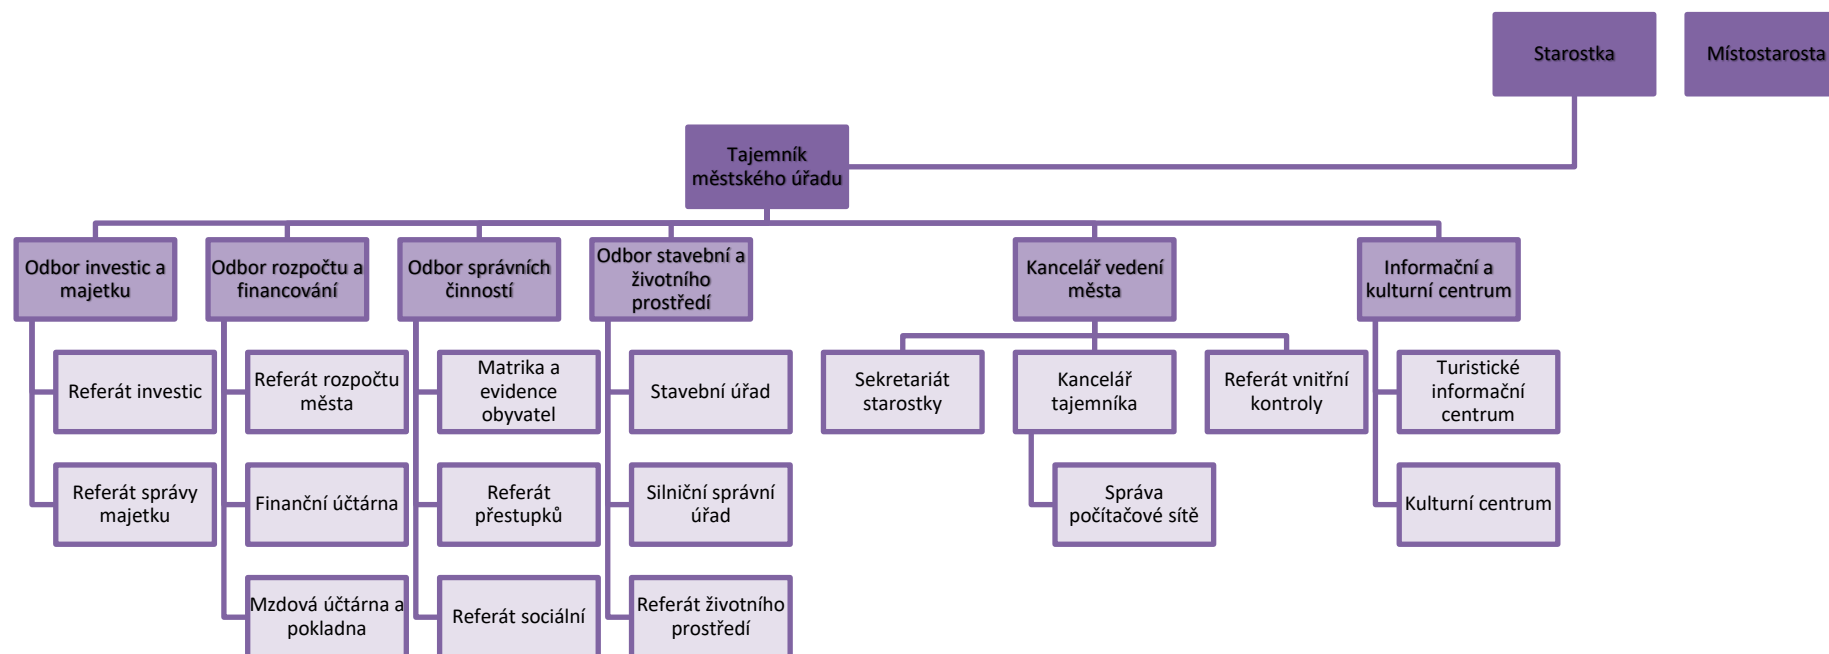 Starostka
Místostarosta
Tajemník
městského úřadu
Odbor investic a
majetku
Odbor rozpočtu a
financování
Odbor správních
činností
Odbor stavební a
životního
prostředí
Kancelář vedení
města
Informační a
kulturní centrum
Referát investic
Referát rozpočtu
města
Matrika a
evidence
obyvatel
Stavební úřad
Sekretariát
starostky
Kancelář
tajemníka
Referát vnitřní
kontroly
Turistické
informační
centrum
Referát správy
majetku
Finanční účtárna
Referát
přestupků
Silniční správní
úřad
Správa
počítačové sítě
Kulturní centrum
Mzdová účtárna a
pokladna
Referát sociální
Referát životního
prostředí